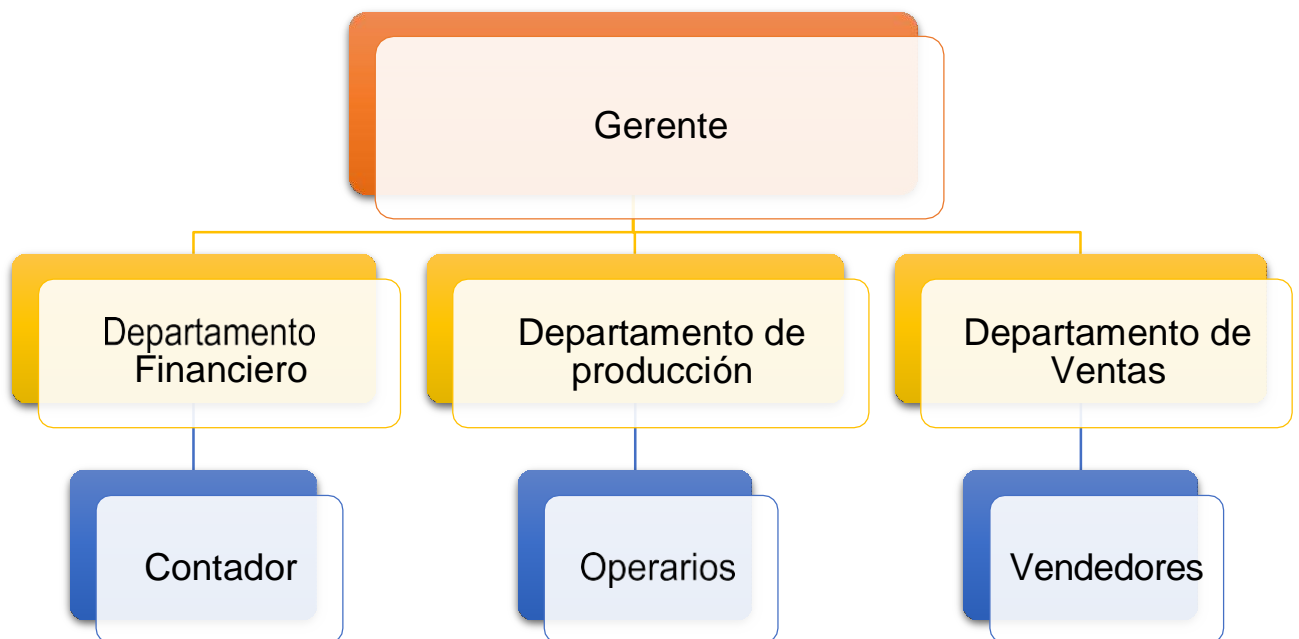 Gerente
Departamento
Financiero
Departamento de
producción
Departamento de
Ventas
Contador
Operarios
Vendedores